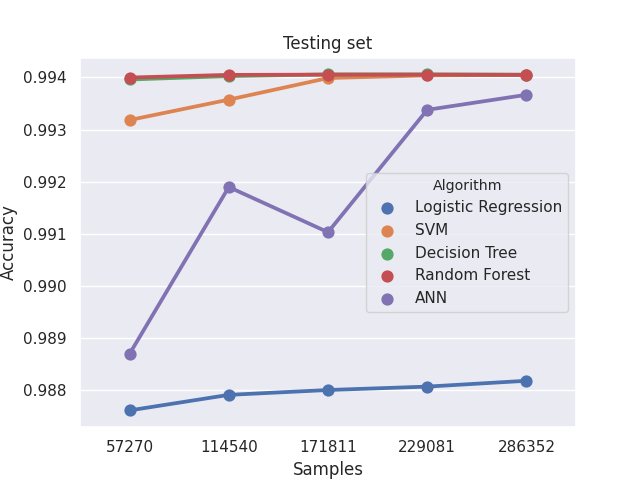 Testing set
Accuracy
0.994
0.993
0.992
0.991
0.990
0.989
0.988
Algorithm
Logistic Regression
SVM
Decision Tree
Random Forest
ANN
57270 114540 171811 229081 286352
Samples